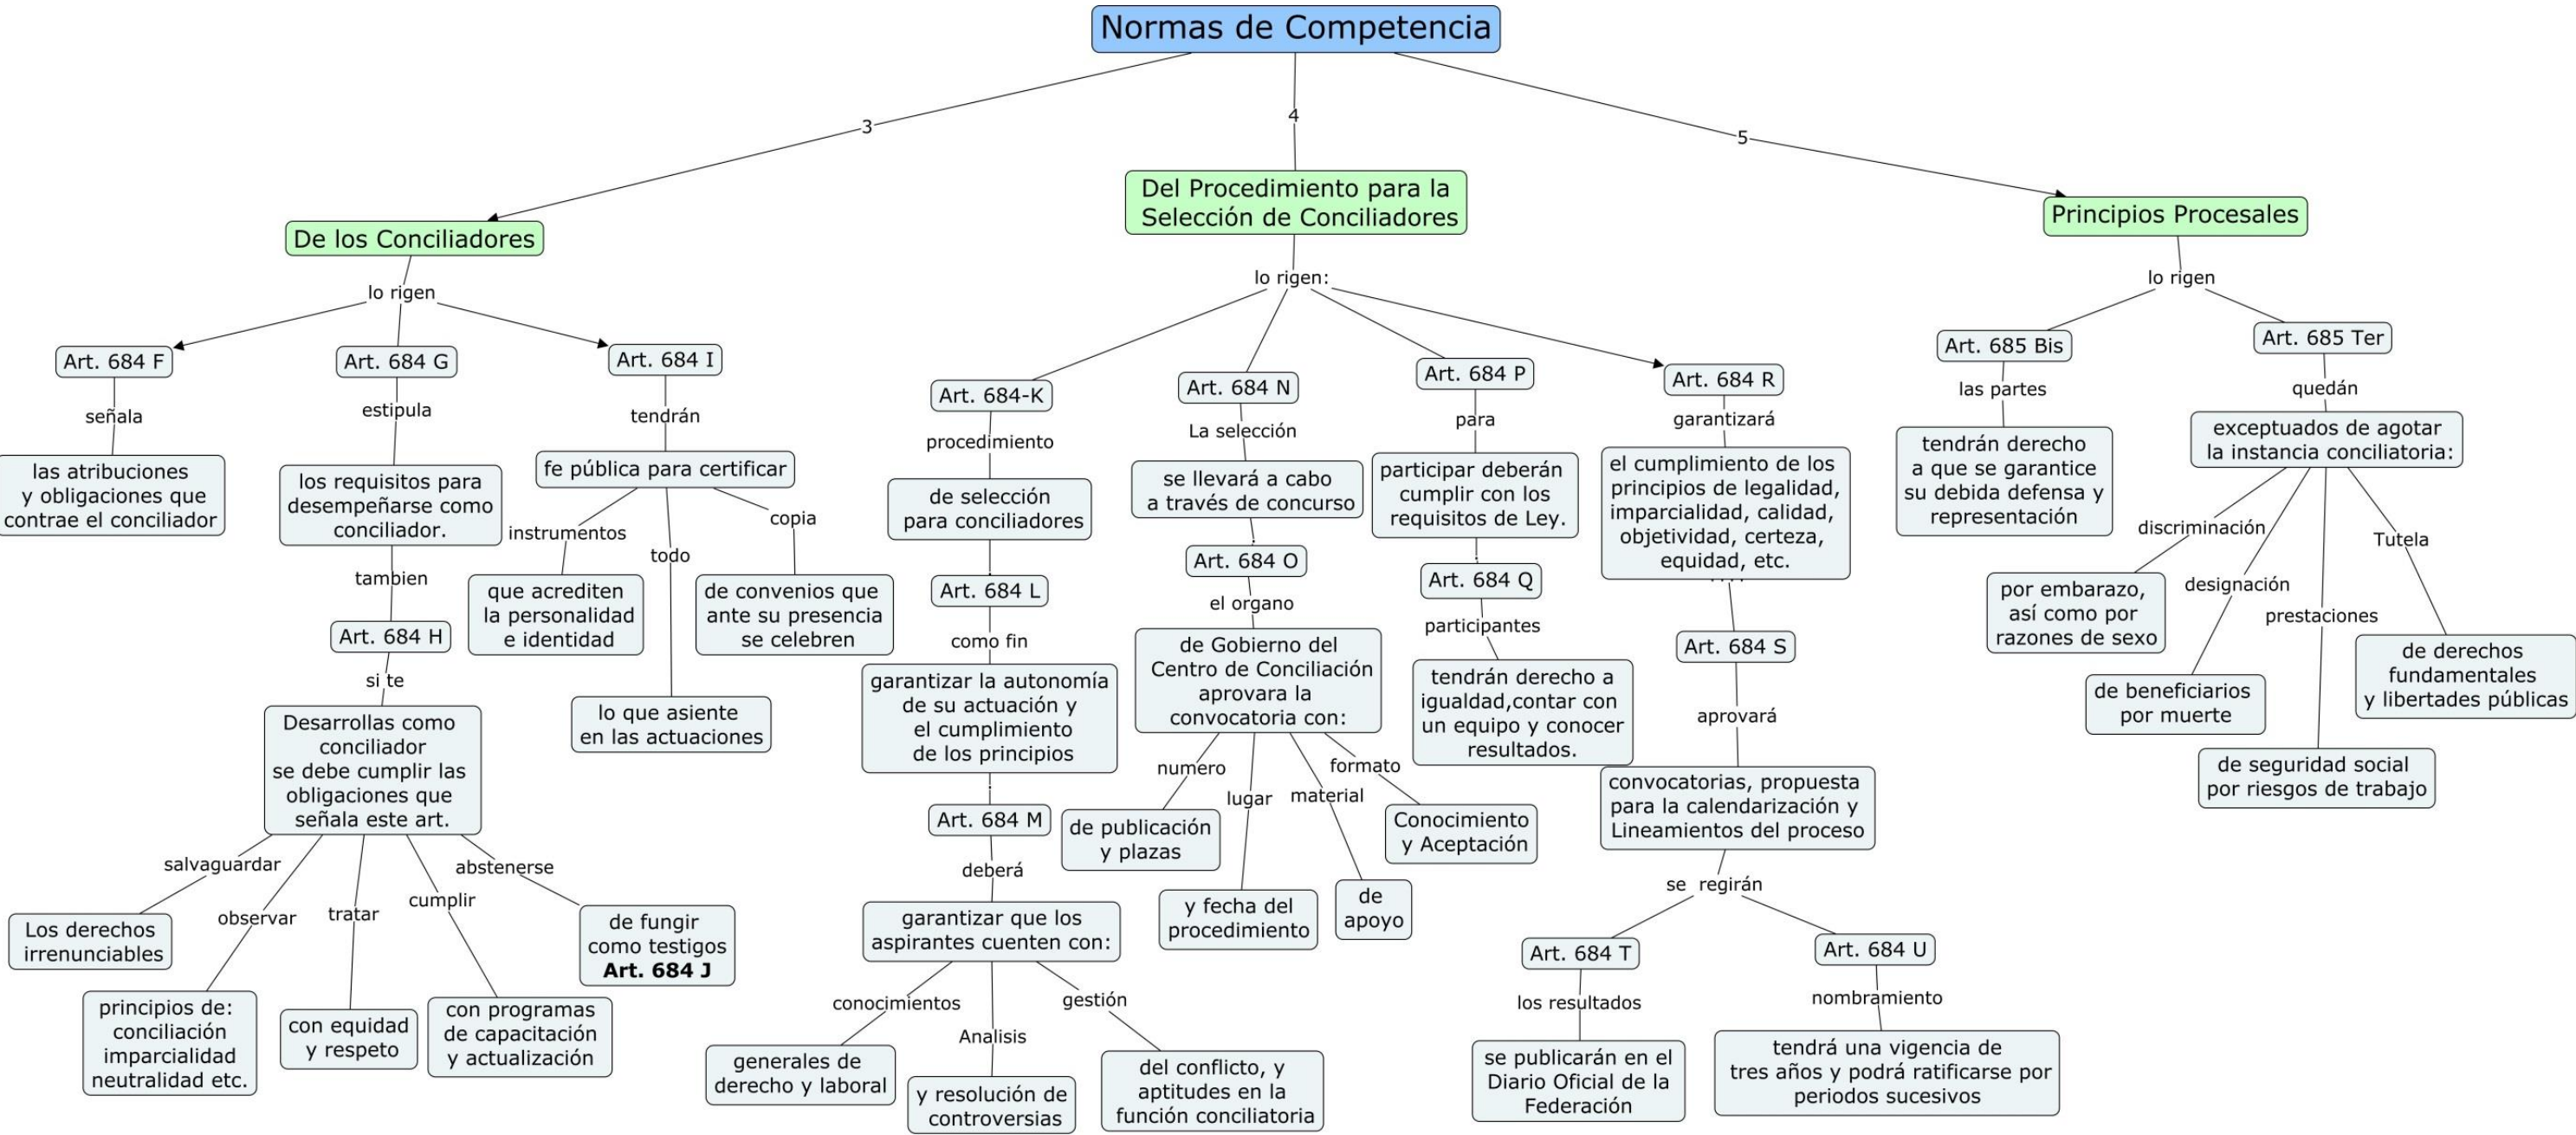 Normas de Competencia
3
4
5
De los Conciliadores
lo rigen
Art. 684 F
señala
las atribuciones
y obligaciones que
contrae el conciliador
Art. 684 G
estipula
los requisitos para
desempeñarse como
conciliador.
tambien
Art. 684 H
si te
Desarrollas como
conciliador
se debe cumplir las
obligaciones que
señala este art.
salvaguardar
Los derechos
irrenunciables
observar
principios de:
conciliación
imparcialidad
neutralidad etc.
tratar
con equidad
y respeto
cumplir
con programas
de capacitación
y actualización
abstenerse
de fungir
como testigos
Art. 684 J
Art. 684 I
tendrán
fe pública para certificar
instrumentos
que acrediten
la personalidad
e identidad
todo
lo que asiente
en las actuaciones
copia
de convenios que
ante su presencia
se celebren
Del Procedimiento para la
Selección de Conciliadores
lo rigen:
Art. 684-K
procedimiento
de selección
para conciliadores
Art. 684 L
como fin
garantizar la autonomía
de su actuación y
el cumplimiento
de los principios
Art. 684 M
deberá
garantizar que los
aspirantes cuenten con:
conocimientos
generales de
derecho y laboral
Analisis
y resolución de
controversias
gestión
del conflicto, y
aptitudes en la
función conciliatoria
Art. 684 N
La selección
se llevará a cabo
a través de concurso
Art. 684 O
el organo
de Gobierno del
Centro de Conciliación
aprovara la
convocatoria con:
numero
de publicación
y plazas
lugar
y fecha del
procedimiento
material
de
apoyo
formato
Conocimiento
y Aceptación
Art. 684 P
para
participar deberán
cumplir con los
requisitos de Ley.
Art. 684 Q
participantes
tendrán derecho a
igualdad,contar con
un equipo y conocer
resultados.
Art. 684 R
garantizará
el cumplimiento de los
principios de legalidad,
imparcialidad, calidad,
objetividad, certeza,
equidad, etc.
....
Art. 684 S
aprovará
convocatorias, propuesta
para la calendarización y
Lineamientos del proceso
se regirán
Art. 684 T
los resultados
se publicarán en el
Diario Oficial de la
Federación
Art. 684 U
nombramiento
tendrá una vigencia de
tres años y podrá ratificarse por
periodos sucesivos
Principios Procesales
lo rigen
Art. 685 Bis
las partes
tendrán derecho
a que se garantice
su debida defensa y
representación
Art. 685 Ter
quedán
exceptuados de agotar
la instancia conciliatoria:
discriminación
por embarazo,
así como por
razones de sexo
designación
de beneficiarios
por muerte
prestaciones
de seguridad social
por riesgos de trabajo
Tutela
de derechos
fundamentales
y libertades públicas